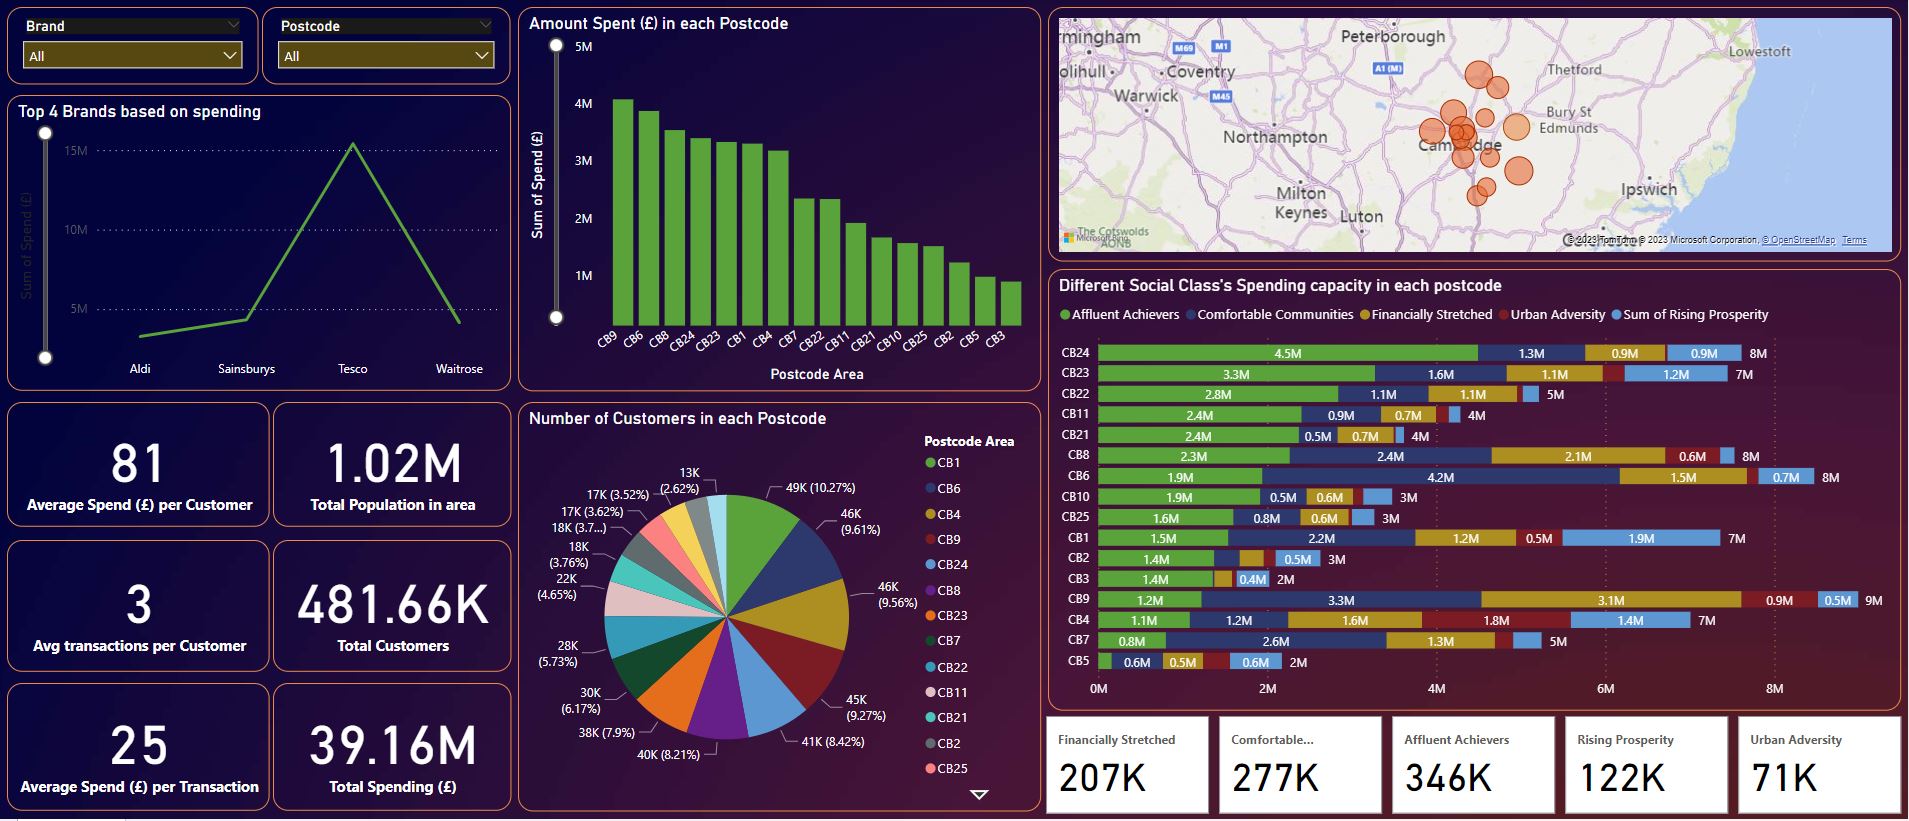 Brand
All
Postcode
All
Top 4 Brands based on spending
Sum of Spend (£)
15M
10M
5M
Aldi
Sainsburys
Tesco
Waitrose
81
Average Spend (£) per Customer
1.02M
Total Population in area
3
Avg transactions per Customer
481.66K
Total Customers
25
Average Spend (£) per Transaction
39.16M
Total Spending (£)
Amount Spent (£) in each Postcode
Sum of Spend (£)
5M
4M
3M
2M
1M
CB9
CB6
CB8
CB24
CB23
CB1
CB4
CB7
CB22
CB11
CB21
CB10
CB25
CB2
CB5
CB3
Postcode Area
Number of Customers in each Postcode
49K (10.27%)
46K
(9.61%)
46K
(9.56%)
45K
(9.27%)
41K (8.42%)
40K (8.21%)
38K (7.9%)
30K
(6.17%)
28K
(5.73%)
22K
(4.65%)
18K
(3.76%)
18K (3.7...)
17K (3.62%)
17K (3.52%)
13K
(2.62%)
Postcode Area
CB1
CB6
CB4
CB9
CB24
CB8
CB23
CB7
CB22
CB11
CB21
CB2
CB25
rmingham
Peterborough
Lowestoft
M69
M1
A1 (M)
olihull
Coventry
Thetford
Warwick
M45
Bury St
Edmunds
Northampton
Cambridge
Milton
Keynes
Luton
Ipswich
The Cotswolds
AONB
Microsoft Bing
Colchester
© 2023 TomTom © 2023 Microsoft Corporation, © OpenStreetMap Terms
Different Social Class's Spending capacity in each postcode
Affluent Achievers Comfortable Communities Financially Stretched Urban Adversity Sum of Rising Prosperity
CB24 4.5M 1.3M 0.9M 0.9M 8M
CB23 3.3M 1.6M 1.1M 1.2M 7M
CB22 2.8M 1.1M 1.1M 5M
CB11 2.4M 0.9M 0.7M 4M
CB21 2.4M 0.5M 0.7M 4M
CB8 2.3M 2.4M 2.1M 0.6M 8M
CB6 1.9M 4.2M 1.5M 0.7M 8M
CB10 1.9M 0.5M 0.6M 3M
CB25 1.6M 0.8M 0.6M 3M
CB1 1.5M 2.2M 1.2M 0.5M 1.9M 7M
CB2 1.4M 0.5M 3M
CB3 1.4M 0.4M 2M
CB9 1.2M 3.3M 3.1M 0.9M 0.5M 9M
CB4 1.1M 1.2M 1.6M 1.8M 1.4M 7M
CB7 0.8M 2.6M 1.3M 5M
CB5 0.6M 0.5M 0.6M 2M
0M 2M 4M 6M 8M
Financially Stretched
207K
Comfortable...
277K
Affluent Achievers
346K
Rising Prosperity
122K
Urban Adversity
71K